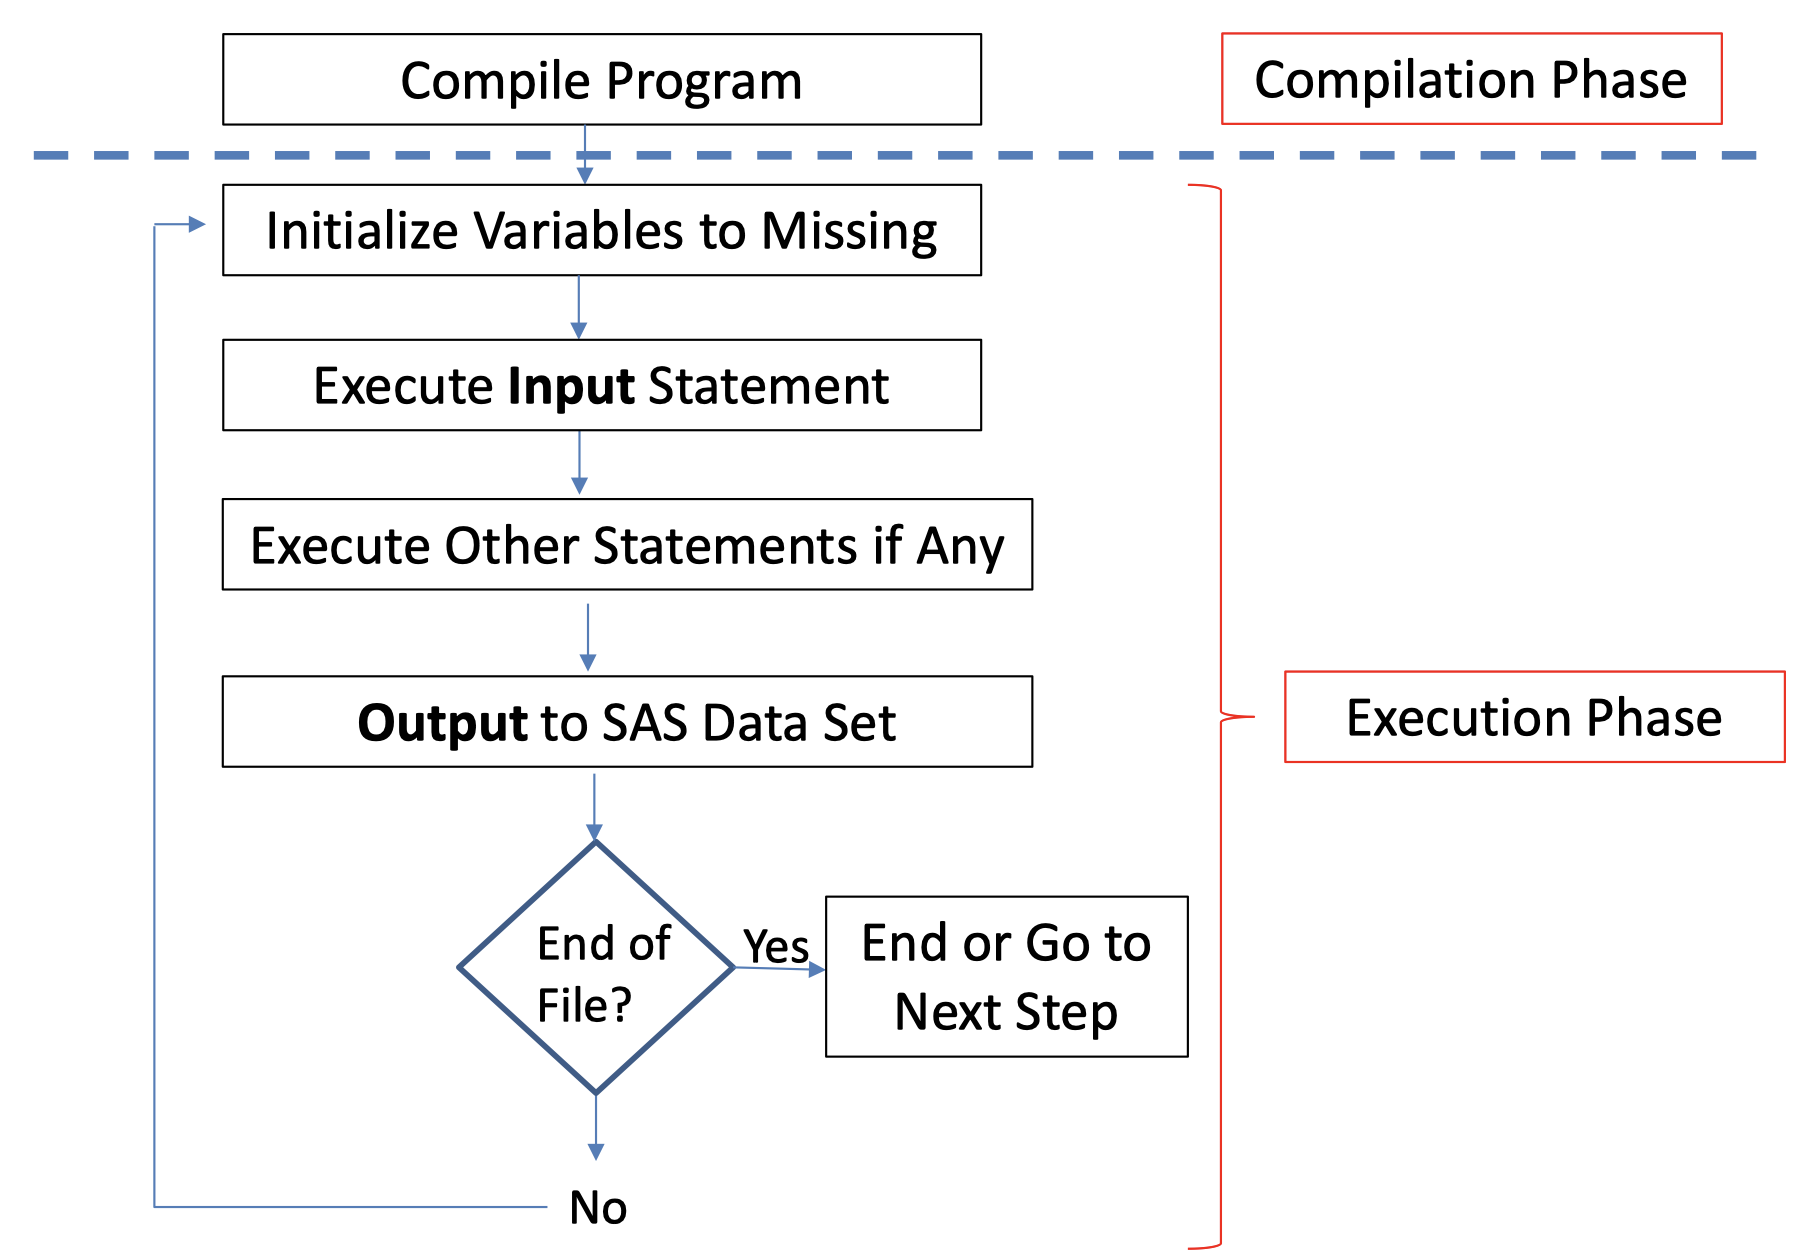 Compile Program
Compilation Phase
Initialize Variables to Missing
Execute Input Statement
Execute Other Statements if Any
Output to SAS Data Set
Execution Phase
End of
File?
Yes
End or Go to
Next Step
No